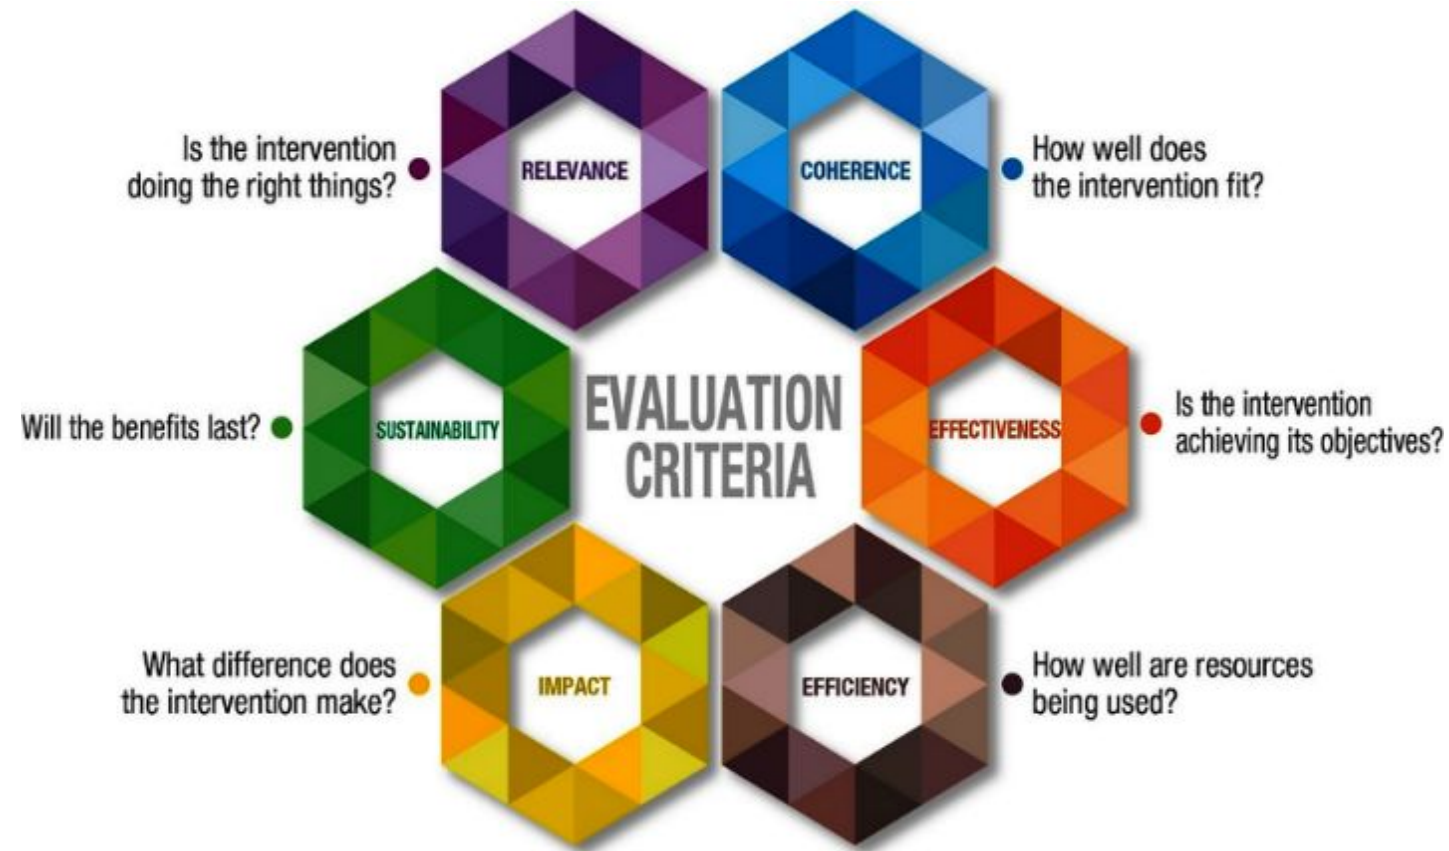 Is the intervention
doing the right things?
RELEVANCE
COHERENCE
How well does
the intervention fit?
Will the benefits last?
SUSTAINABILITY
EVALUATION
CRITERIA
EFFECTIVENESS
Is the intervention
achieving its objectives?
What difference does
the intervention make?
IMPACT
EFFICIENCY
How well are resources
being used?